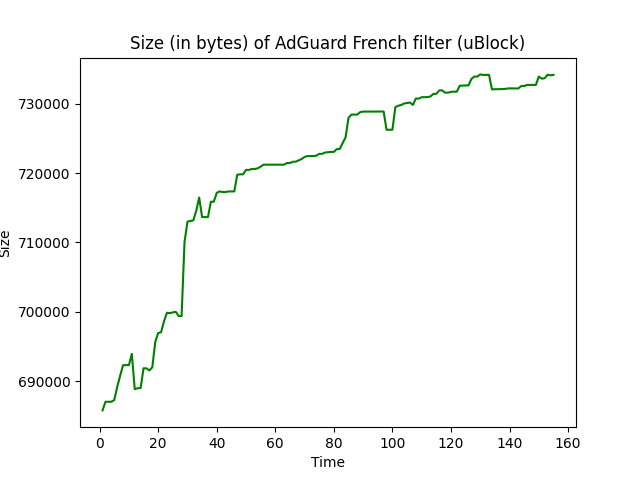 Size (in bytes) of AdGuard French filter (uBlock)
Size
730000
720000
710000
700000
690000
0 20 40 60 80 100 120 140 160
Time